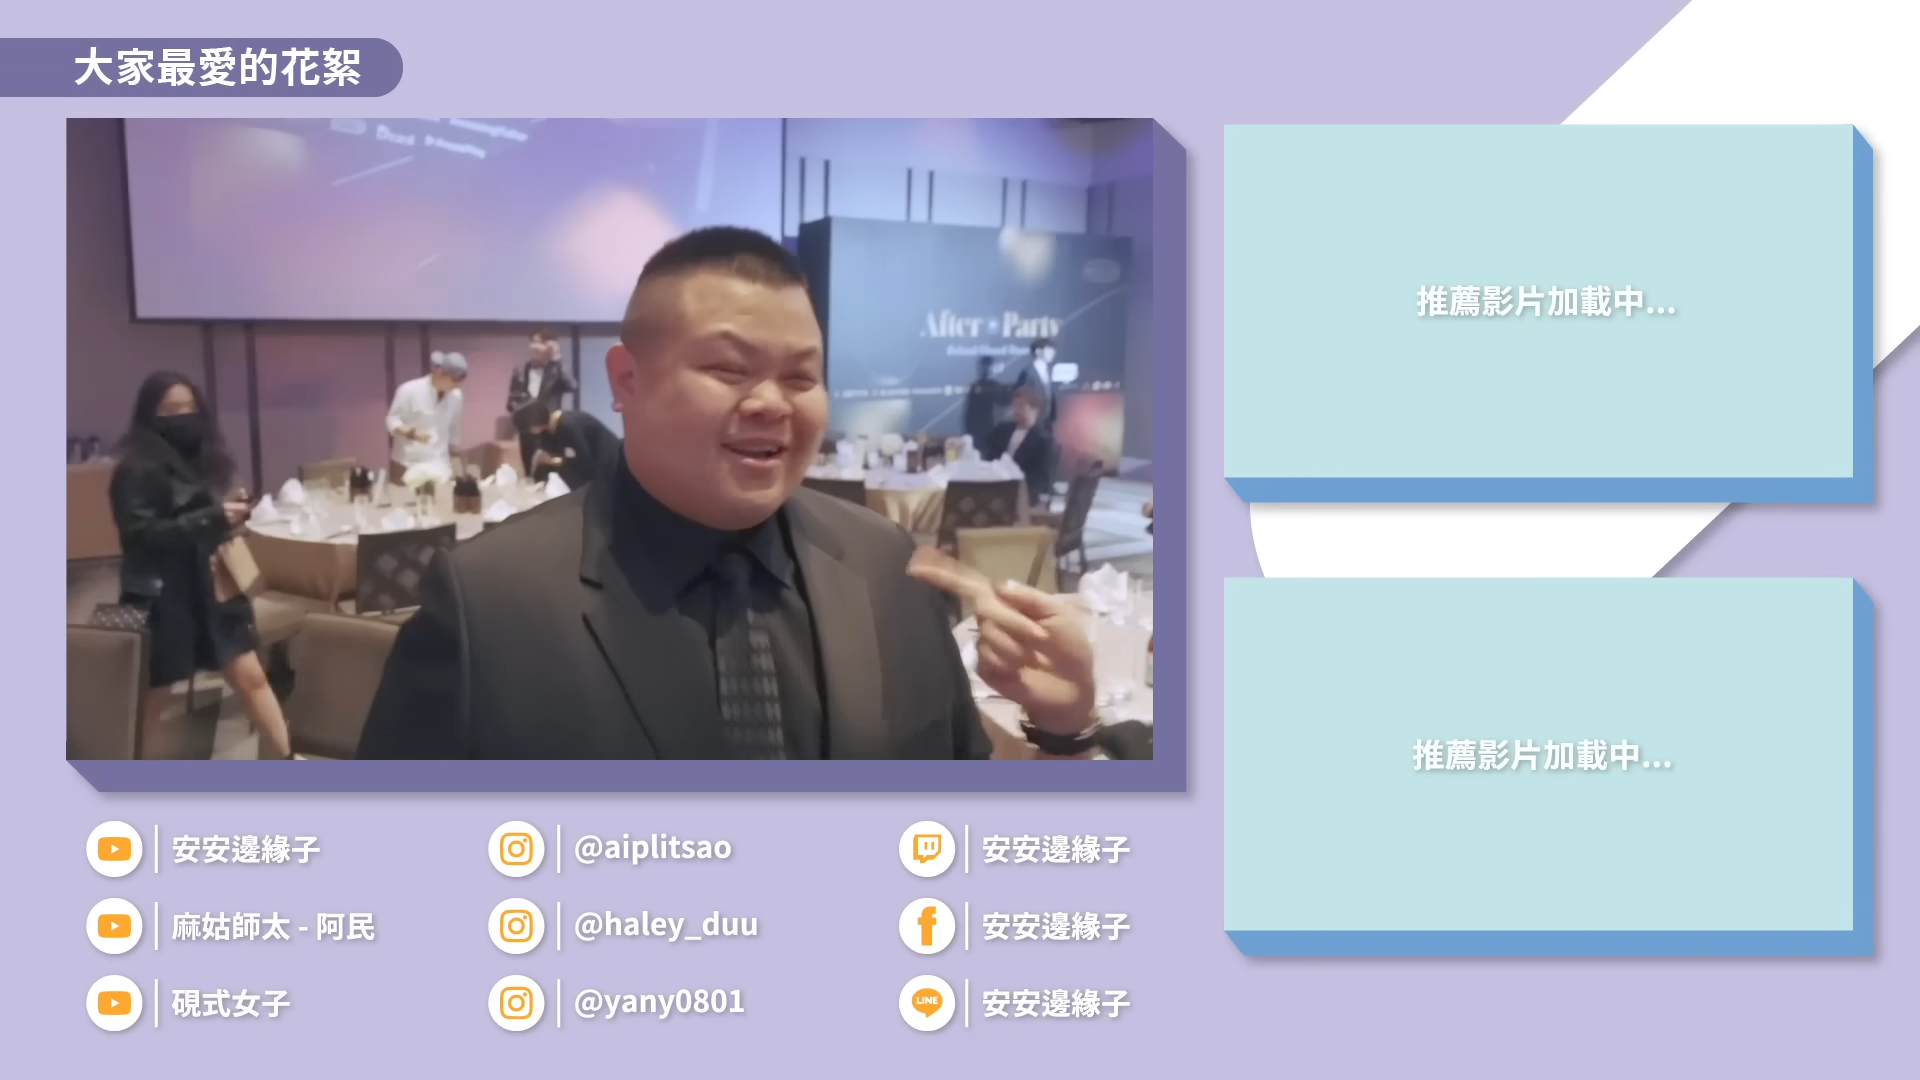 大家最愛的花絮
After Party
推薦影片加載中...
推薦影片加載中...
安安邊緣子
@aiplitsao
安安邊緣子
麻姑師太 - 阿民
@haley_duu
安安邊緣子
硯式女子
@yany0801
LINE
安安邊緣子